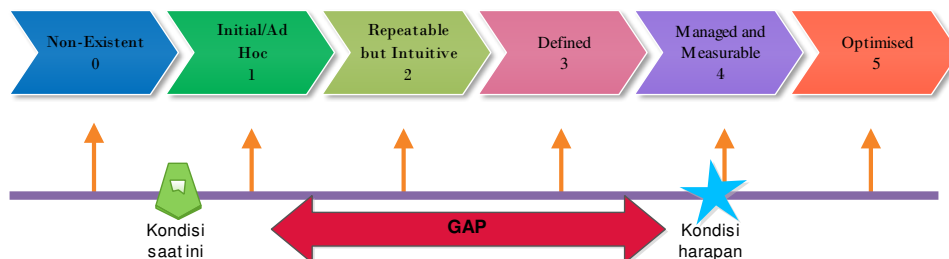 Non-Existent
0
Initial/Ad
Hoc
1
Repeatable
but Intuitive
2
Defined
3
Managed and
Measurable
4
Optimised
5
GAP
Kondisi
saat ini
Kondisi
harapan